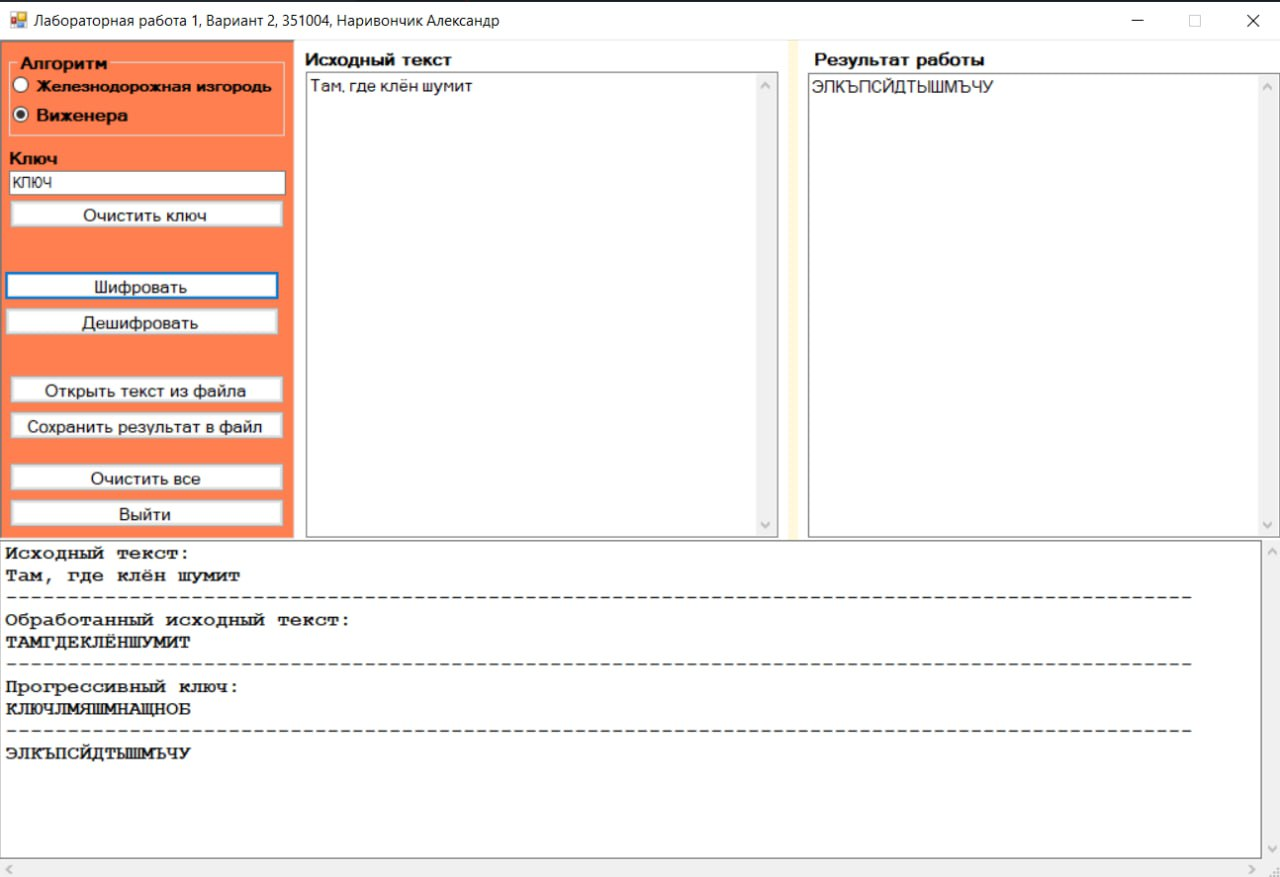 Лабораторная работа 1, Вариант 2, 351004, Наривончик Александр
Алгоритм
Железнодорожная изгородь
Виженера
Ключ
КЛЮЧ
Очистить ключ
Шифровать
Дешифровать
Открыть текст из файла
Сохранить результат в файл
Очистить все
Выйти
Исходный текст
Там, где клён шумит
Результат работы
ЭЛКЪПСЙДТЫШМЪЧУ
Исходный текст:
Там, где клён шумит
-----------------------------------------------------------------------------------------------
Обработанный исходный текст:
ТАМГДЕКЛЁНШУМИТ
-----------------------------------------------------------------------------------------------
Прогрессивный ключ:
КЛЮЧЛМЯШМНАЩНОБ
-----------------------------------------------------------------------------------------------
ЭЛКЪПСЙДТЫШМЪЧУ